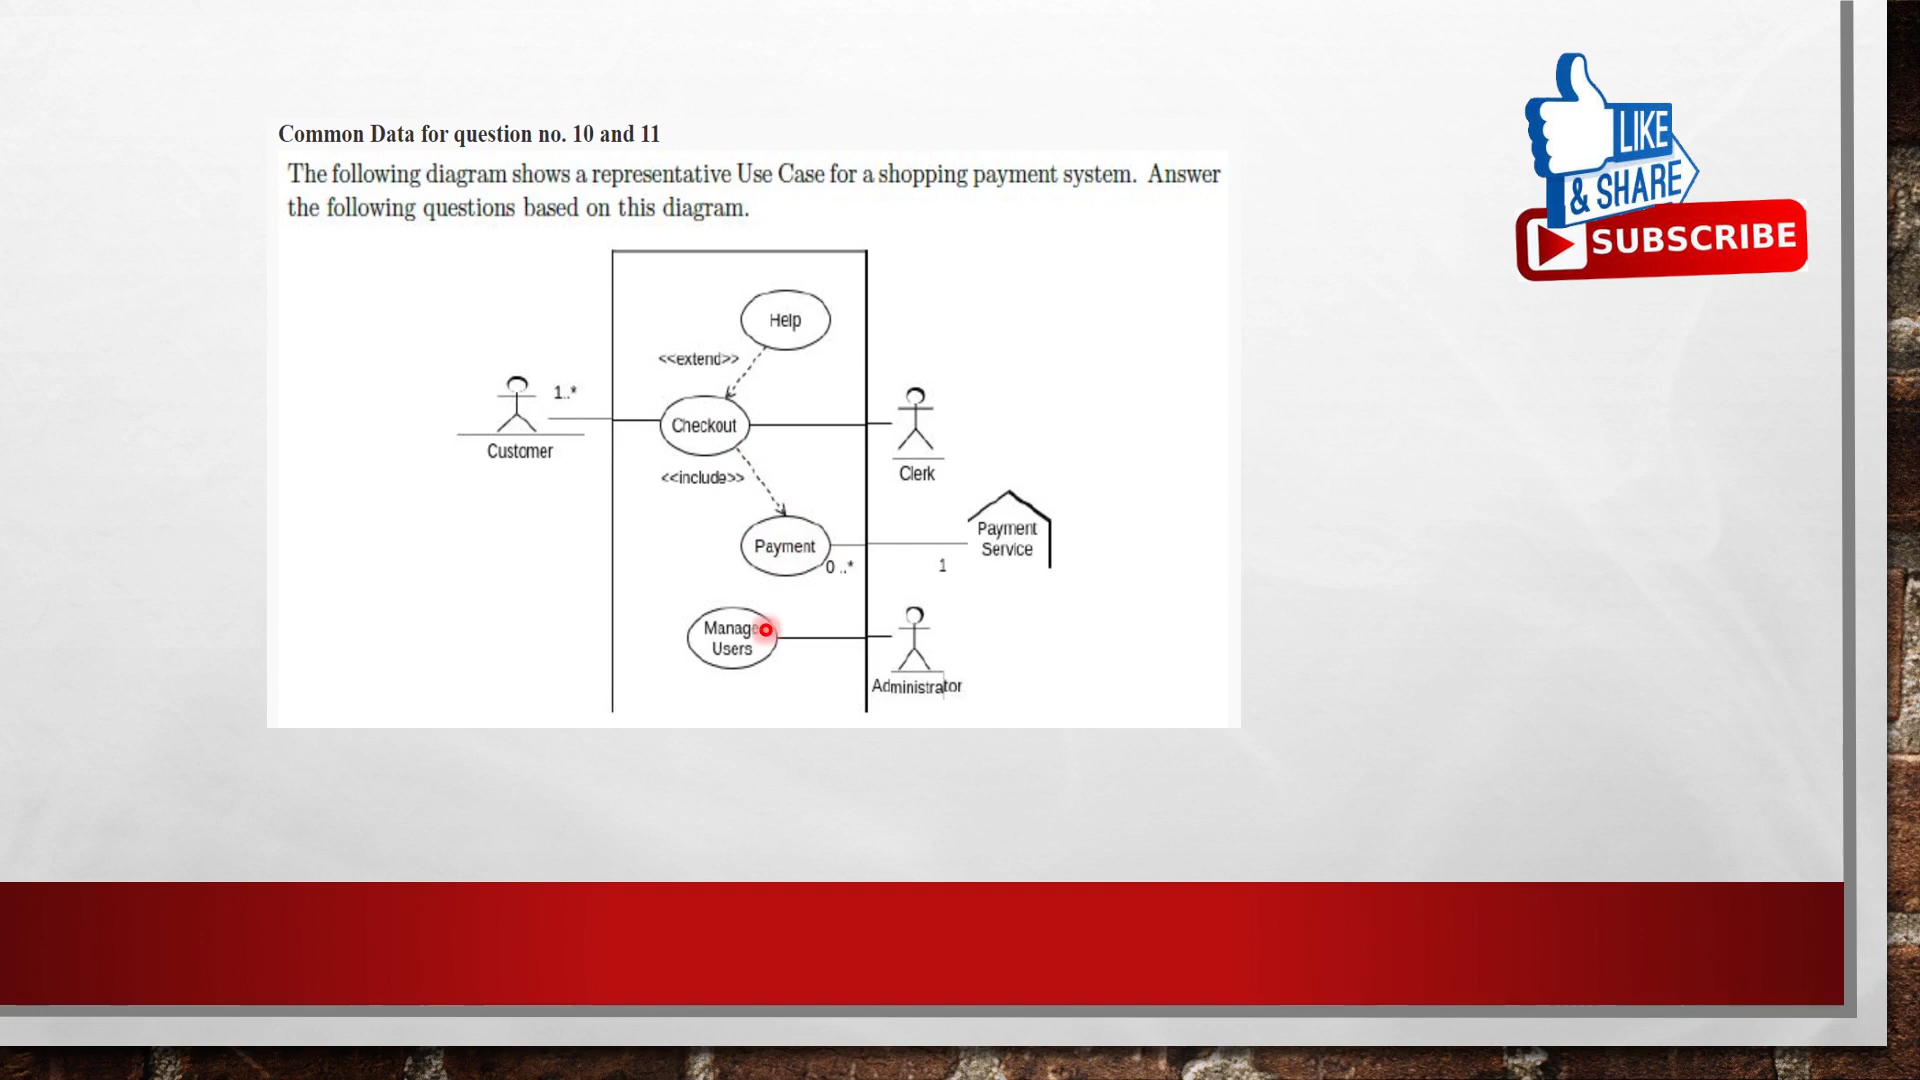 Common Data for question no. 10 and 11
The following diagram shows a representative Use Case for a shopping payment system. Answer
the following questions based on this diagram.
Help
<<extend>>
1..*
Checkout
Customer
Clerk
<<include>>
Payment
Service
Payment
0 ..*
1
Manage
Users
Administrator
LIKE
& SHARE
SUBSCRIBE